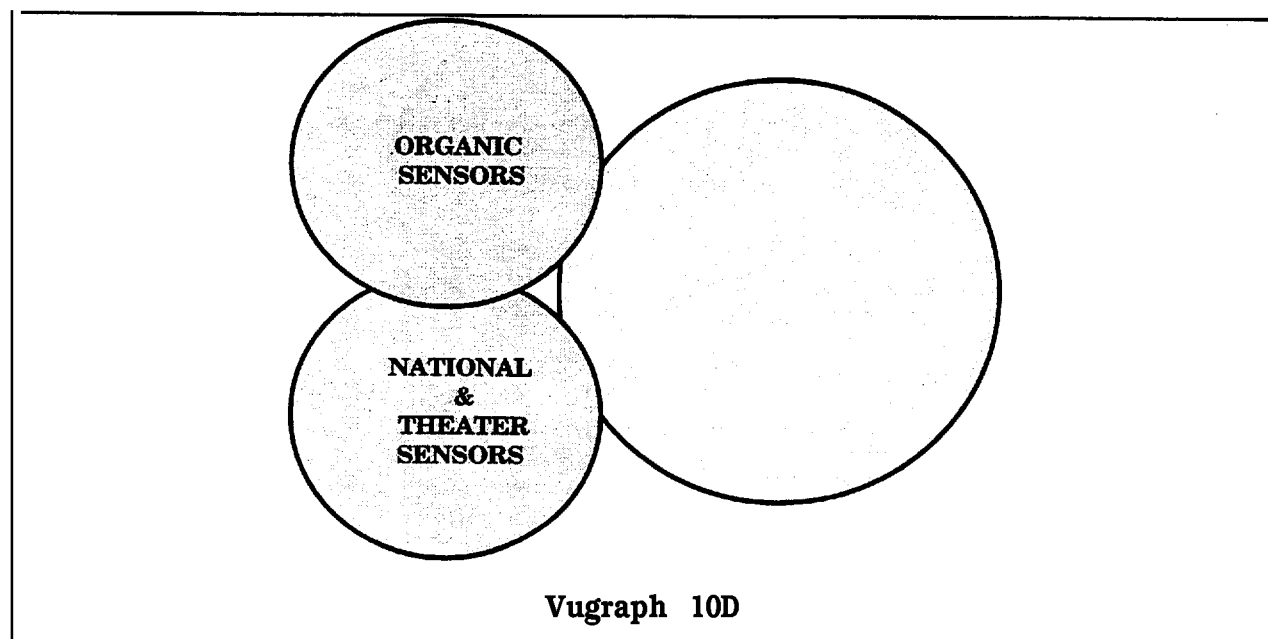 ORGANIC
SENSORS
NATIONAL
&
THEATER
SENSORS
Vugraph 10D